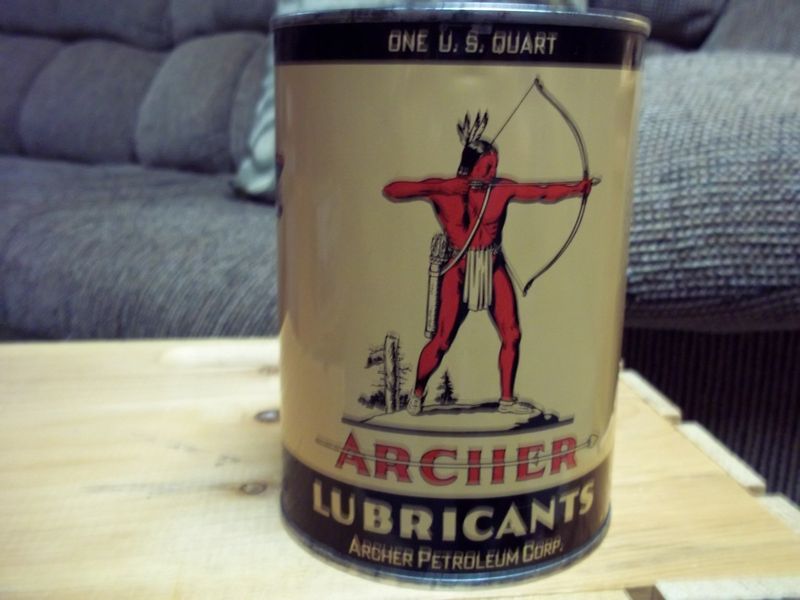 ONE U.S. QUART
ARCHER
LUBRICANTS
ARCHER PETROLEUM CORP.